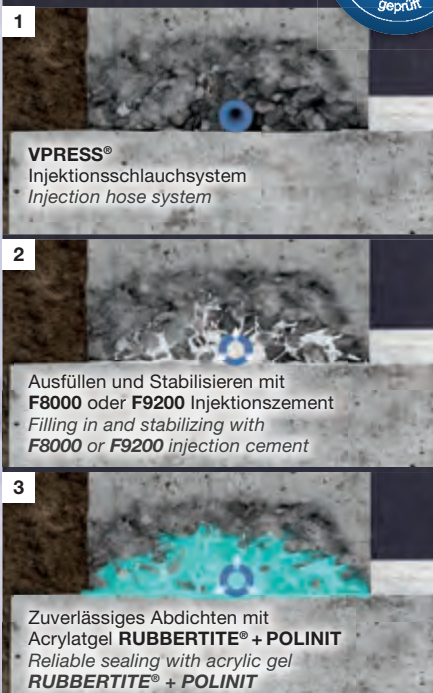 geprüft
1
VPRESS®
Injektionsschlauchsystem
Injection hose system
2
Ausfüllen und Stabilisieren mit
F8000 oder F9200 Injektionszement
Filling in and stabilizing with
F8000 or F9200 injection cement
3
Zuverlässiges Abdichten mit
Acrylatgel RUBBERTITE® + POLINIT
Reliable sealing with acrylic gel
RUBBERTITE® + POLINIT